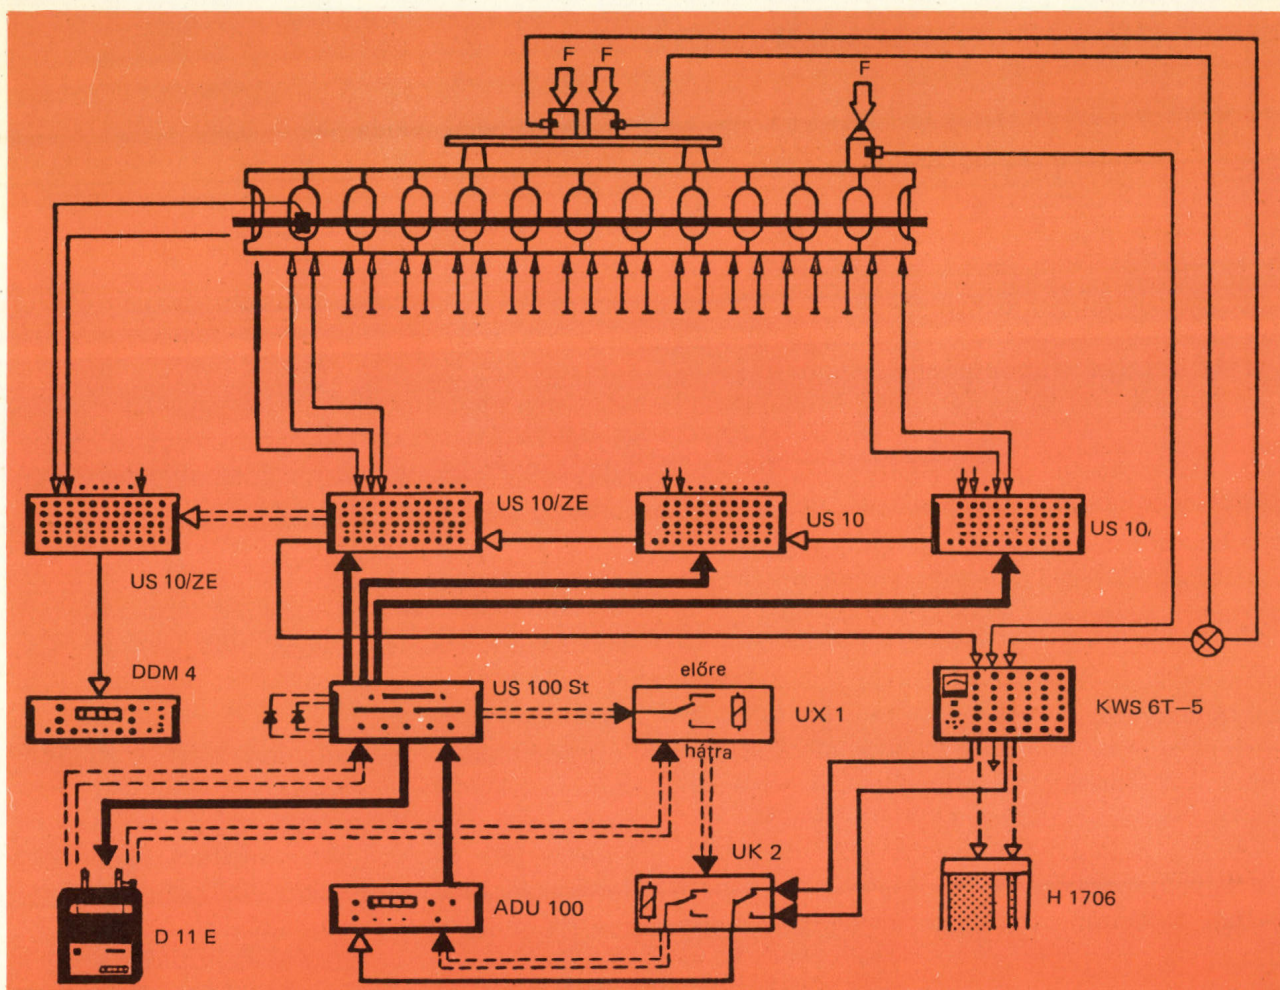 F F
F
US 10/ZE
US 10
US 10/
US 10/ZE
DDM 4
US 100 St
előre
UX 1
hátra
KWS 6T–5
UK 2
ADU 100
D 11 E
H 1706